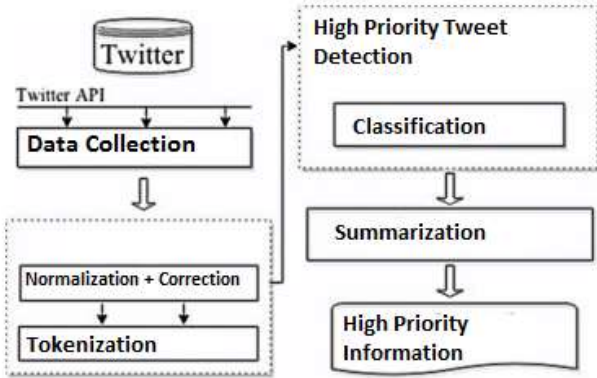 Twitter
Twitter API
Data Collection
Normalization + Correction
Tokenization
High Priority Tweet
Detection
Classification
Summarization
High Priority
Information